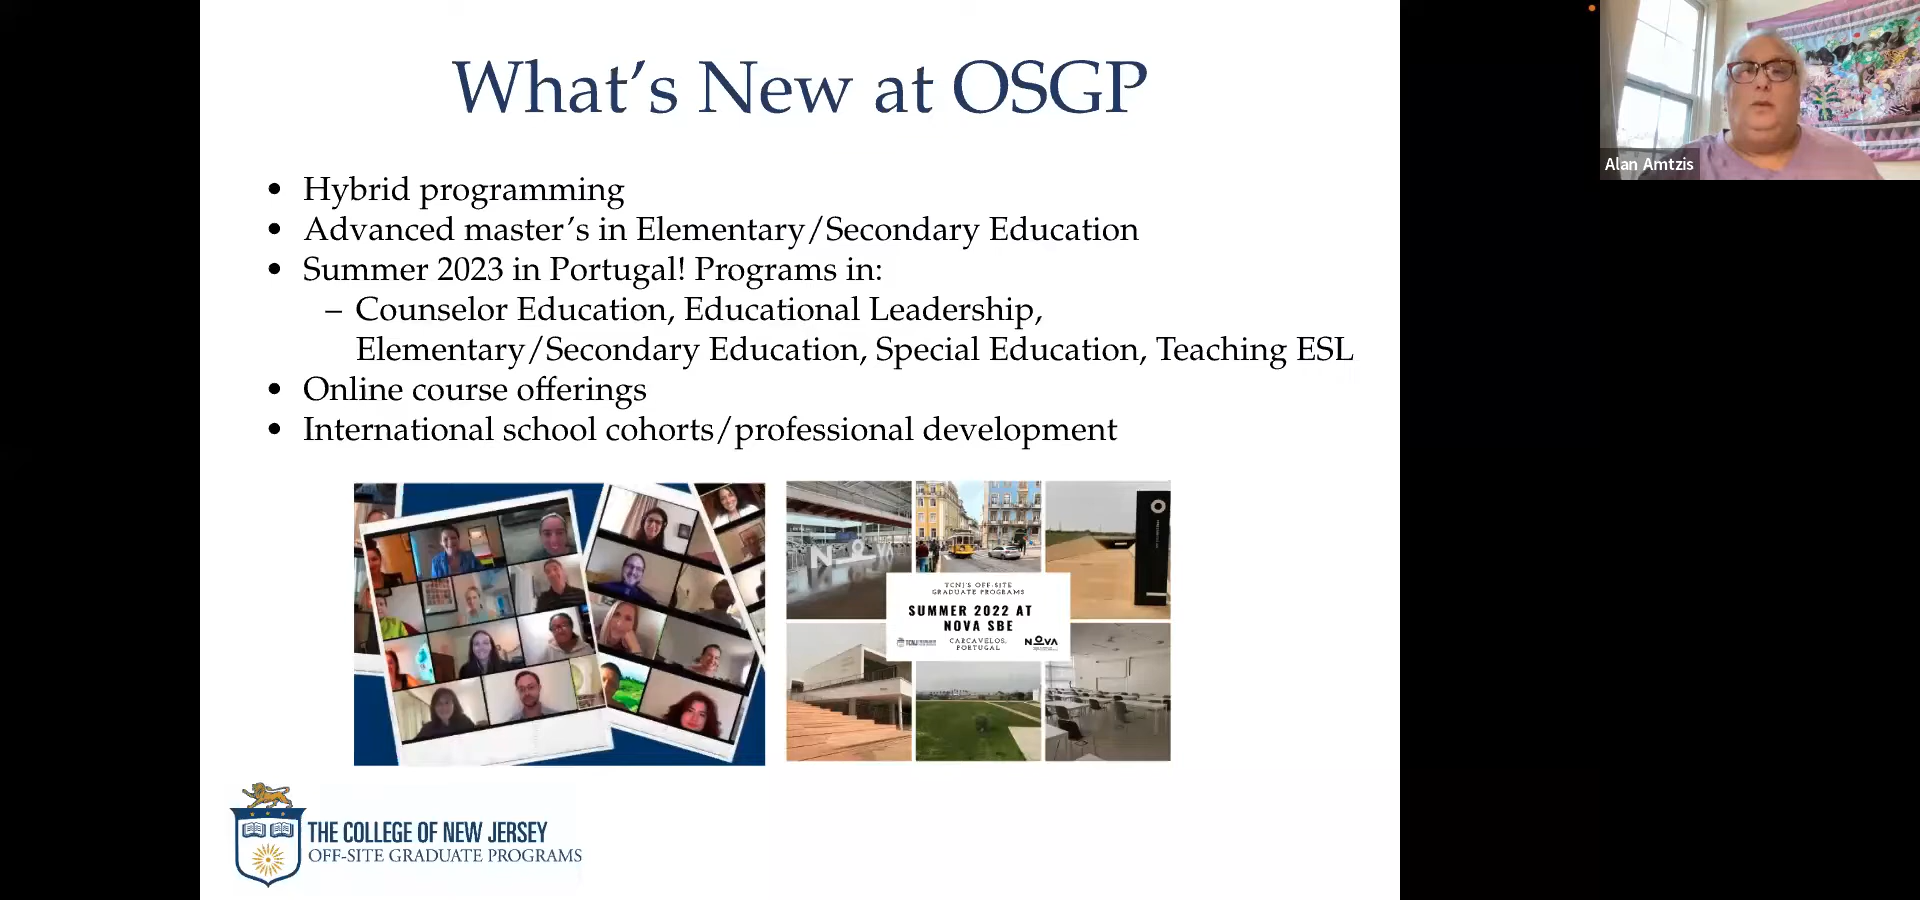 What's New at OSGP
Alan Amtzis
• Hybrid programming
• Advanced master's in Elementary/Secondary Education
• Summer 2023 in Portugal! Programs in:
– Counselor Education, Educational Leadership,
Elementary/Secondary Education, Special Education, Teaching ESL
• Online course offerings
• International school cohorts/professional development
NOVA
TCNJ'S OFF-SITE
GRADUATE PROGRAMS
SUMMER 2022 AT
NOVA SBE
CARCAVELOS,
PORTUGAL
NOVA
THE COLLEGE OF NEW JERSEY
OFF-SITE GRADUATE PROGRAMS